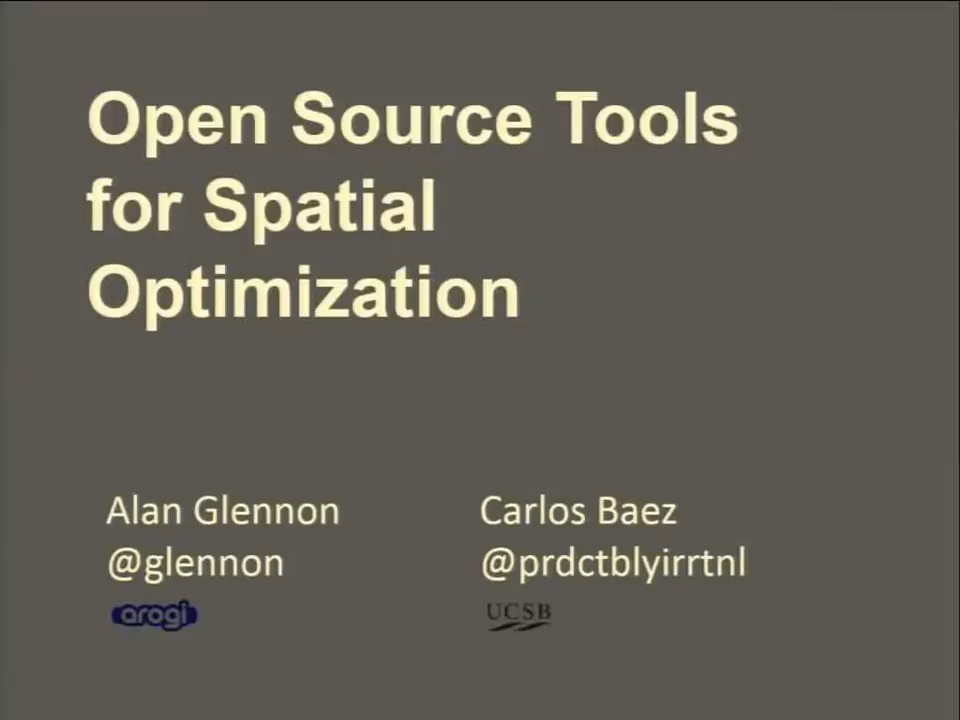 Open Source Tools
for Spatial
Optimization
Alan Glennon
@glennon
arogi
Carlos Baez
@prdctblyirrtnl
UCSB